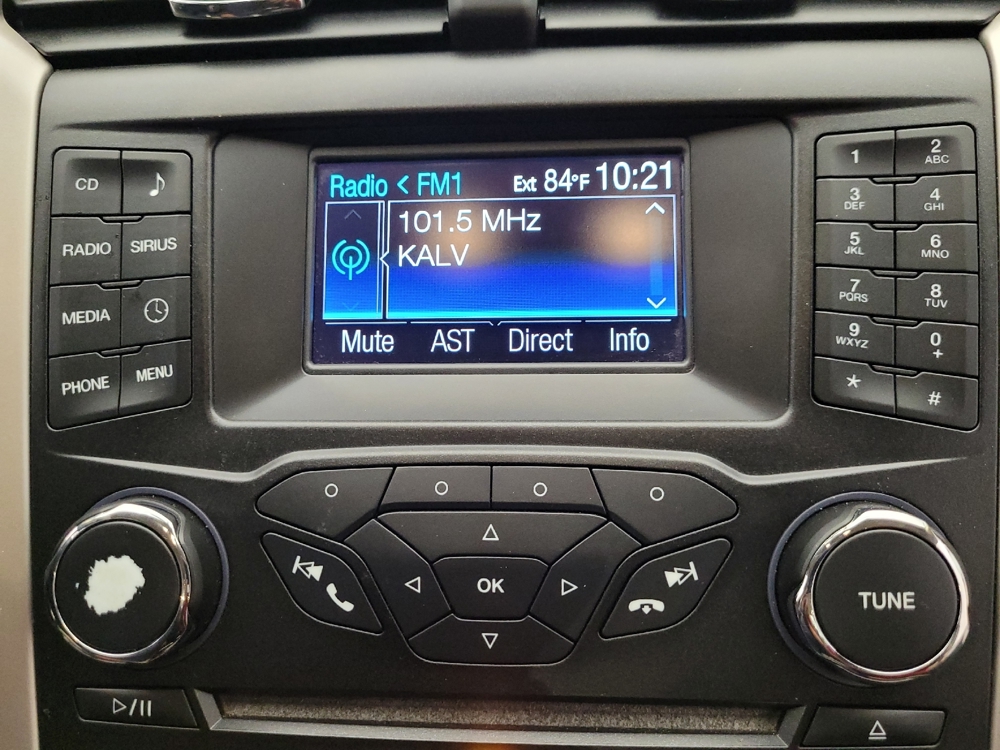 Radio < FM1 Ext 84°F 10:21
101.5 MHz
KALV
Mute AST Direct Info
CD
RADIO SIRIUS
MEDIA
PHONE MENU
1 2 ABC
3 DEF 4 GHI
5 JKL 6 MNO
7 PQRS 8 TUV
9 WXYZ 0 +
* #
OK
TUNE